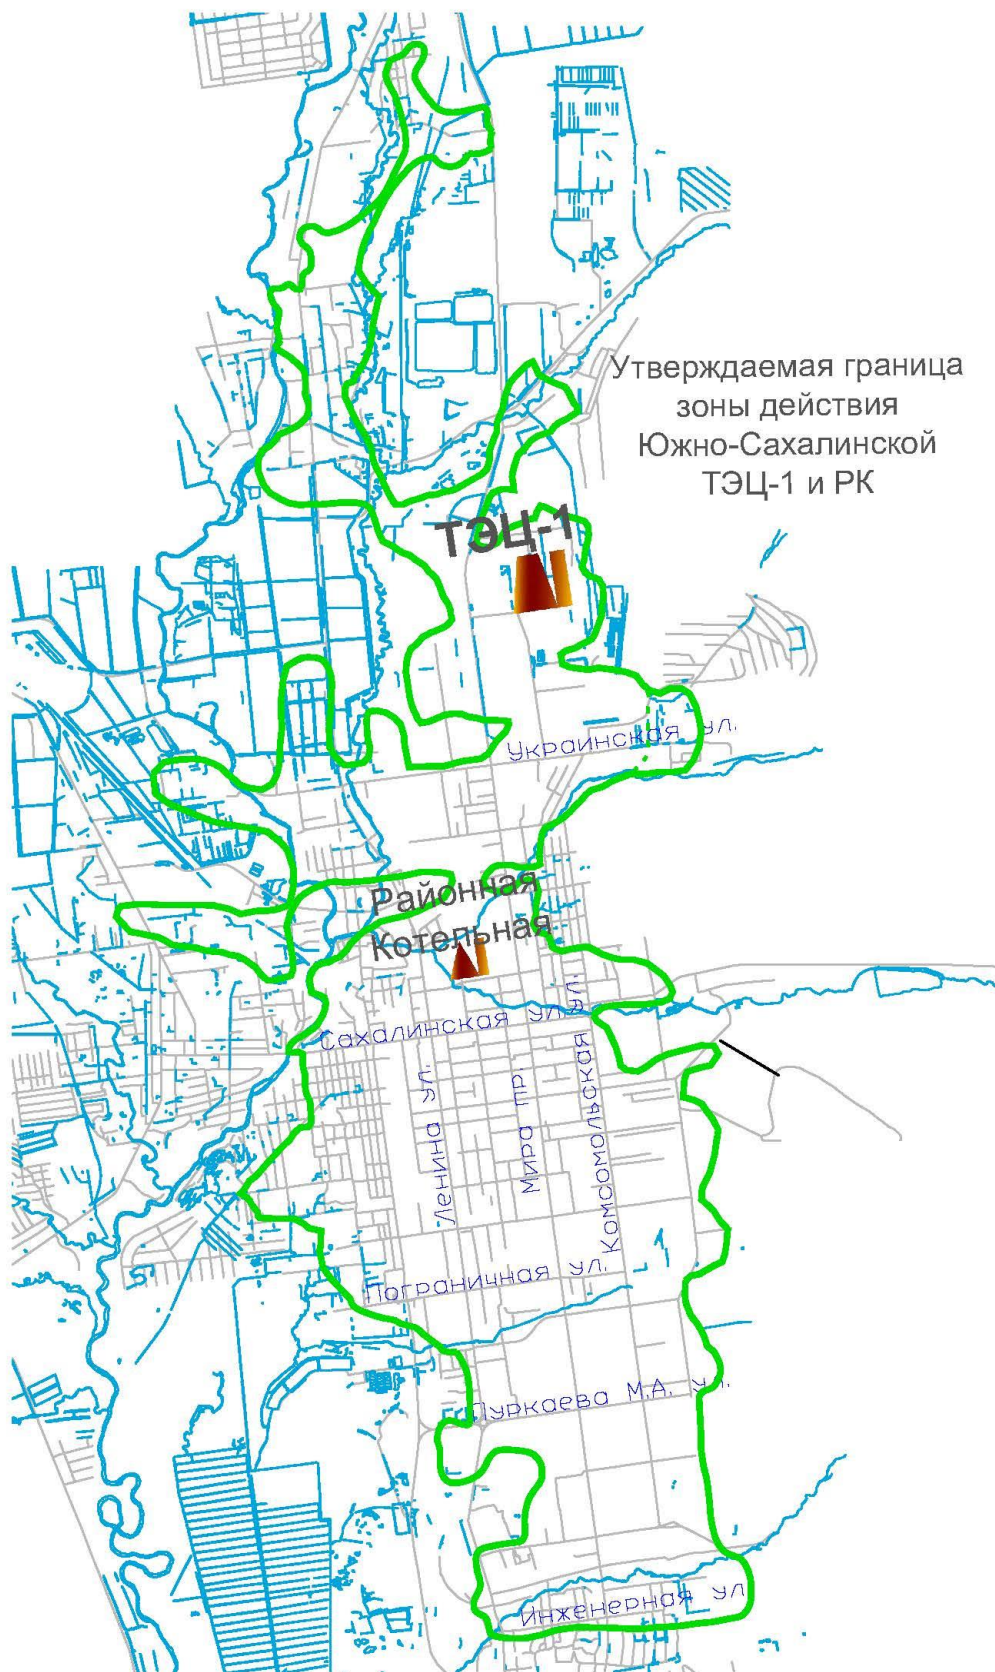 Утверждаемая граница
зоны действия
Южно-Сахалинской
ТЭЦ-1 и РК
ТЭЦ-1
Украинская ул.
Районная
Котельная
Сахалинская ул.
Ленина ул.
Мира пр.
Комсомольская ул.
Пограничная ул.
Пуркаева М.А. ул.
Инженерная ул